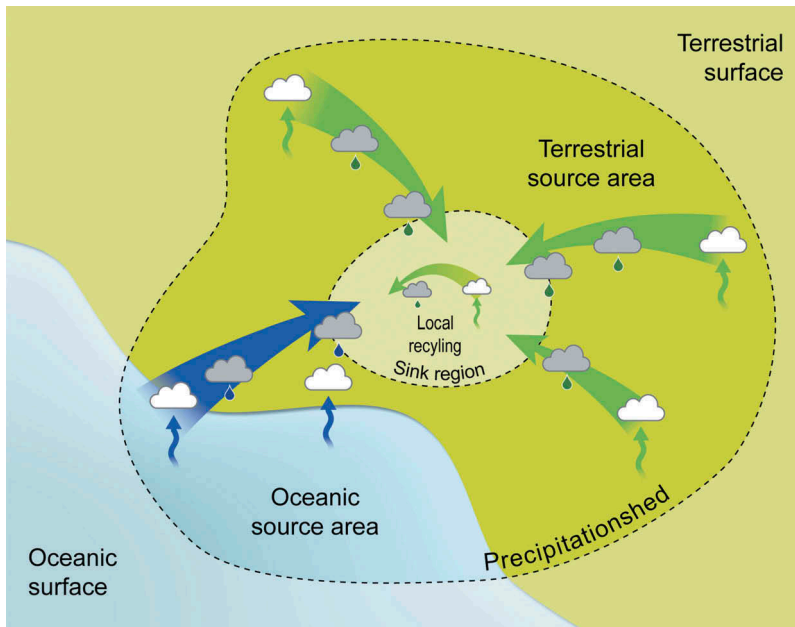 Terrestrial
surface
Terrestrial
source area
Local
recyling
Sink region
Precipitationshed
Oceanic
source area
Oceanic
surface